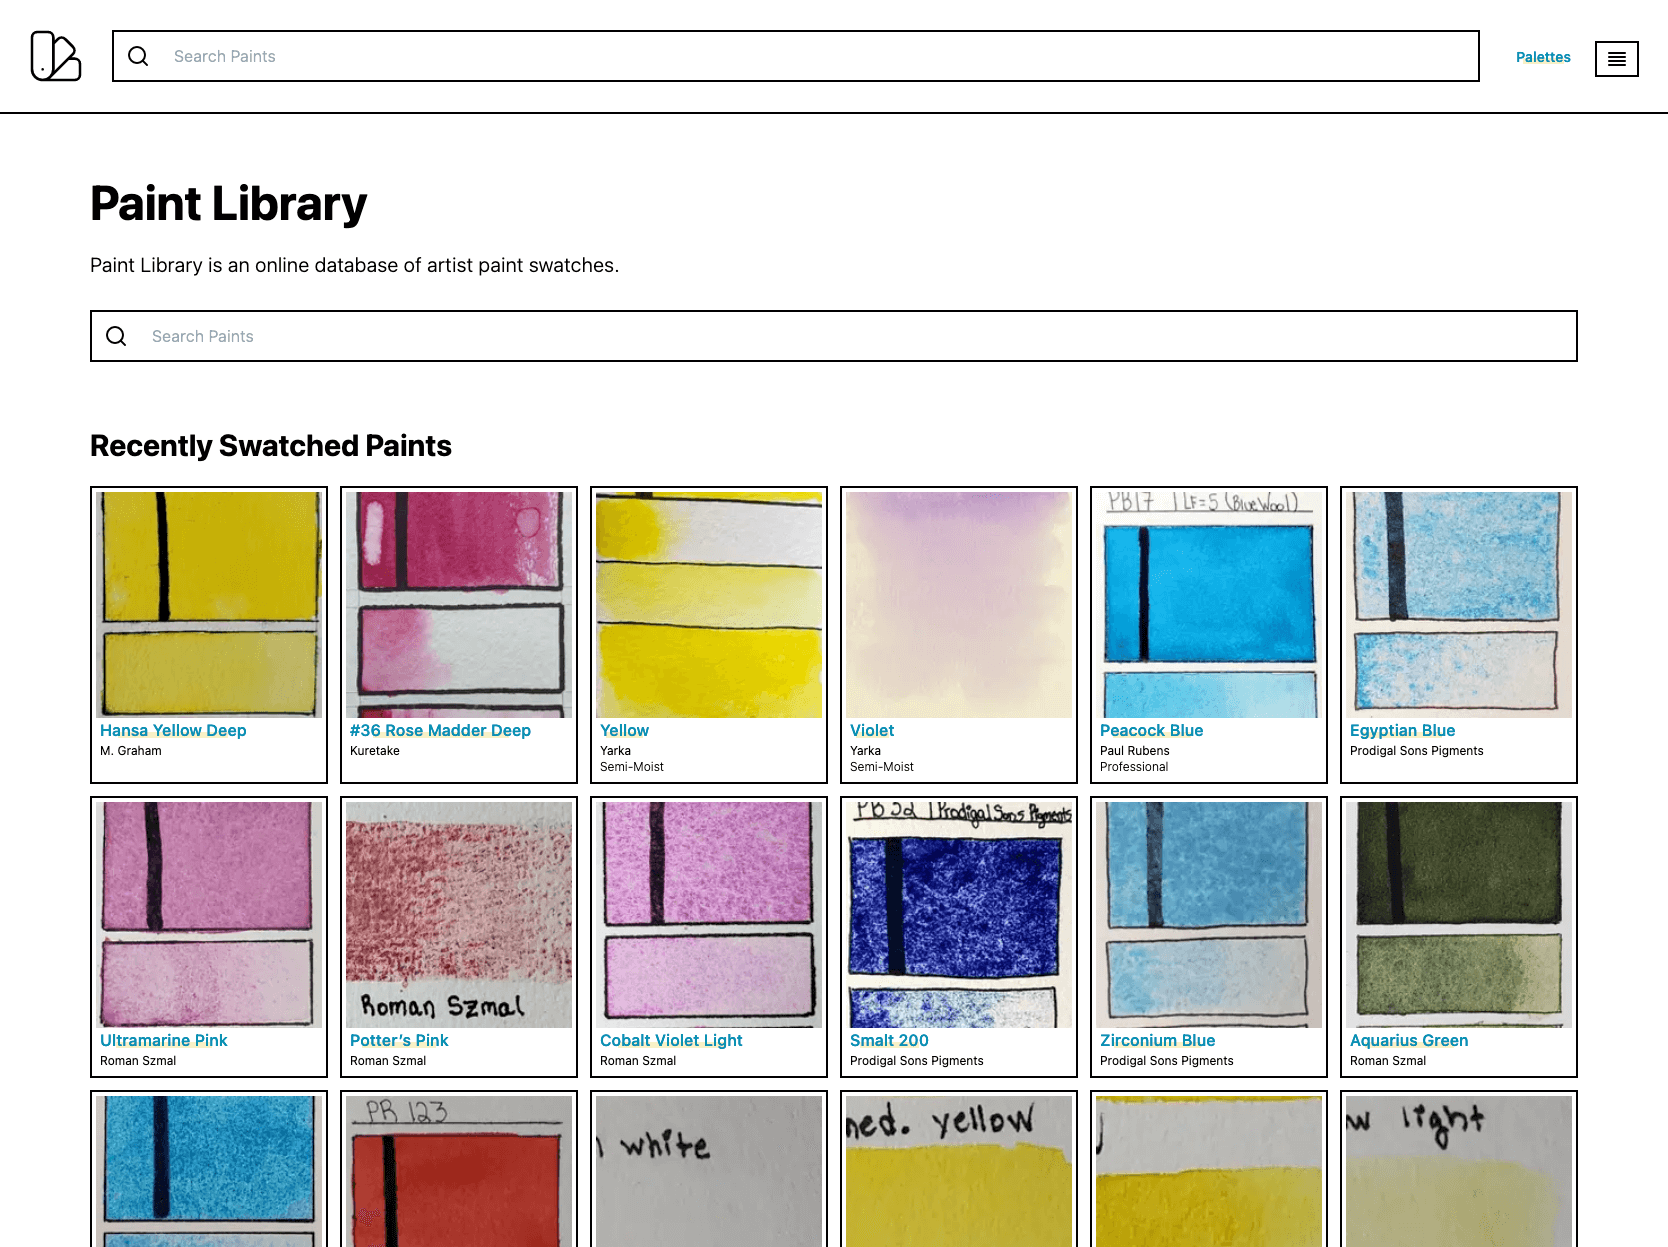 Search Paints
Palettes
Paint Library
Paint Library is an online database of artist paint swatches.
Search Paints
Recently Swatched Paints
PB17 | LF=5 (Blue Wool)
Hansa Yellow Deep
M. Graham
#36 Rose Madder Deep
Kuretake
Yellow
Yarka
Semi-Moist
Violet
Yarka
Semi-Moist
Peacock Blue
Paul Rubens
Professional
Egyptian Blue
Prodigal Sons Pigments
Roman Szmal
PB 32 | Prodigal Sons Pigments
Ultramarine Pink
Roman Szmal
Potter's Pink
Roman Szmal
Cobalt Violet Light
Roman Szmal
Smalt 200
Prodigal Sons Pigments
Zirconium Blue
Prodigal Sons Pigments
Aquarius Green
Roman Szmal
PR 123
white
yellow
light